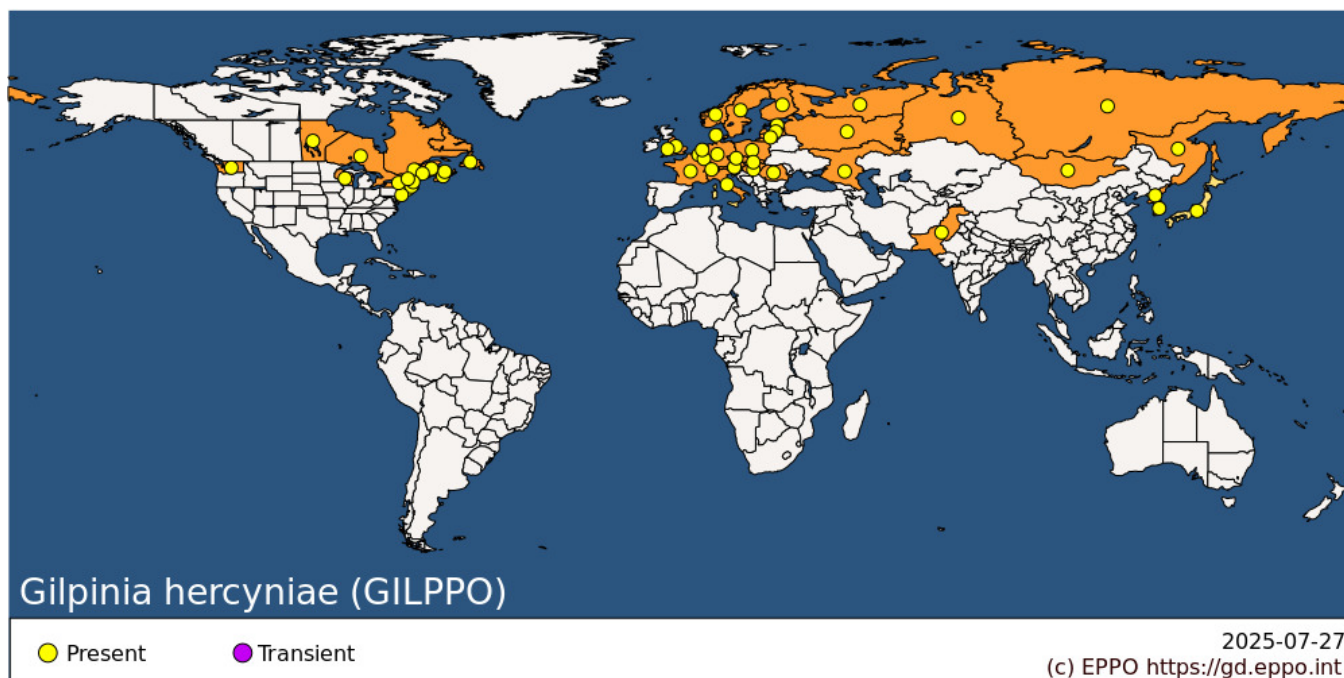 Gilpinia hercyniae (GILPPO)
Present
Transient
2025-07-27
(c) EPPO https://gd.eppo.int